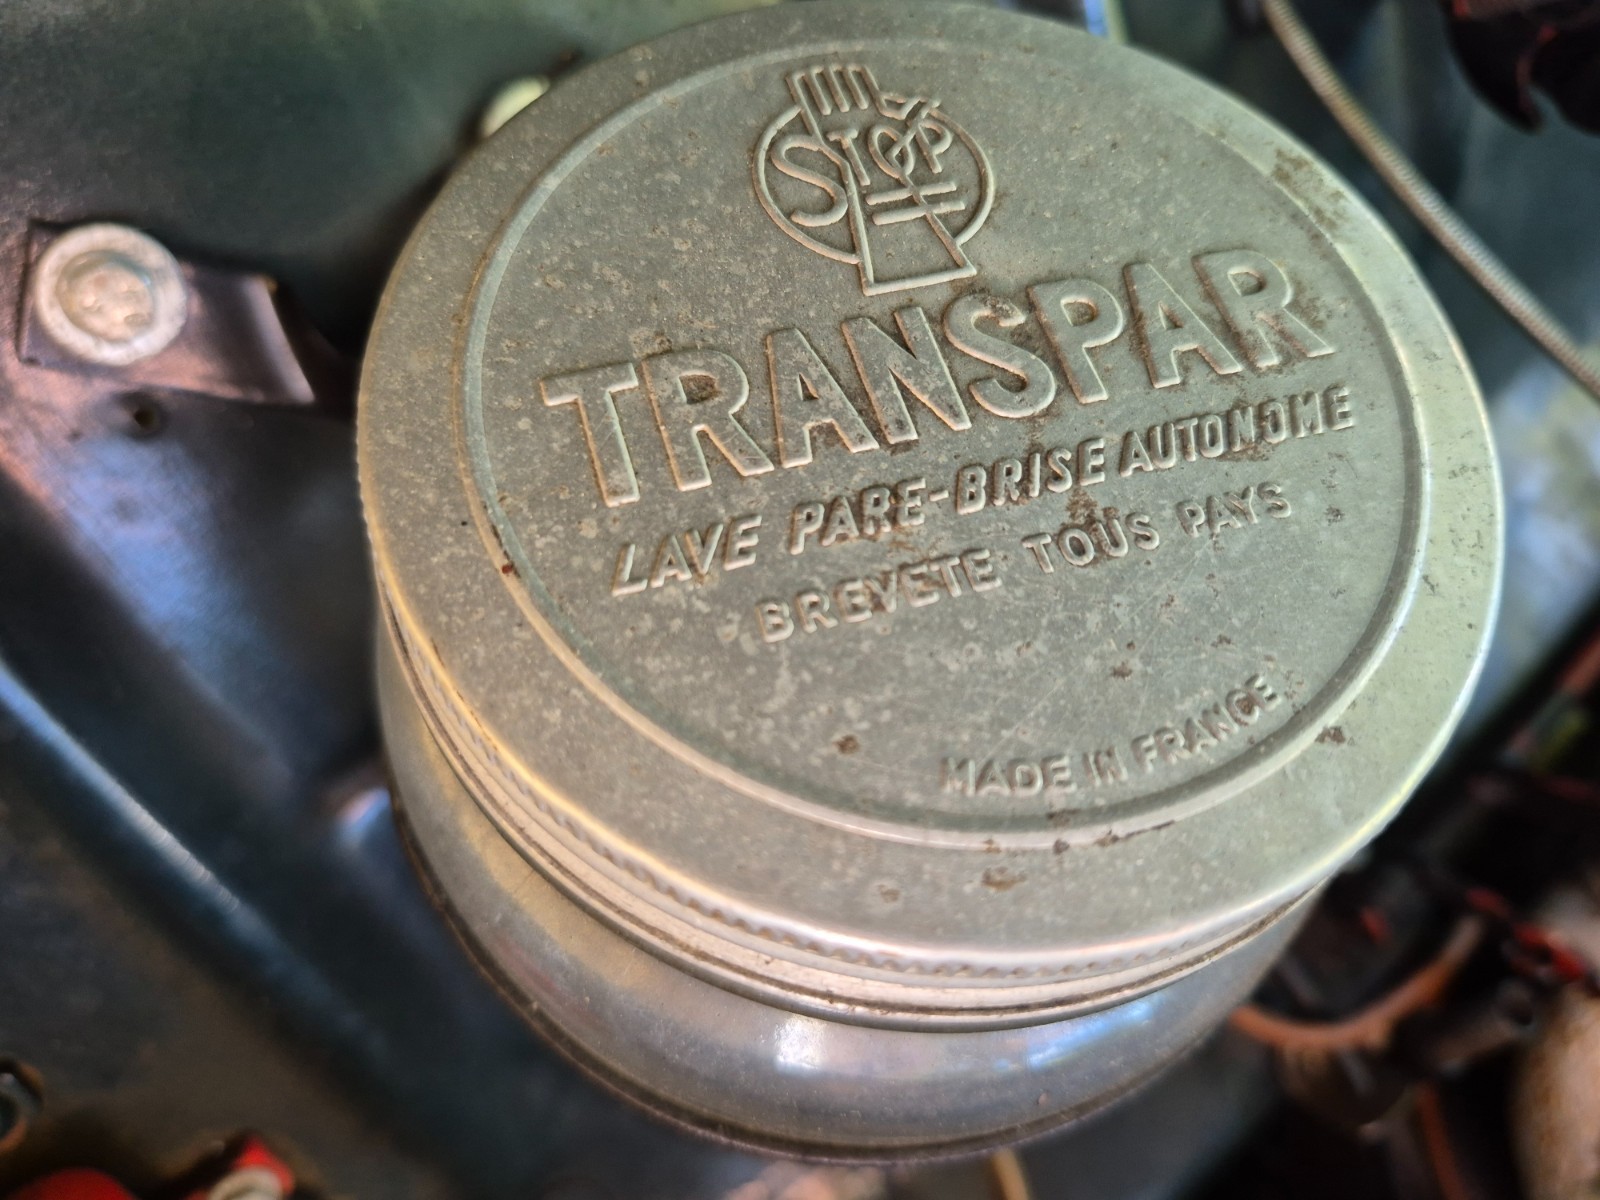 STOP
TRANSPAR
LAVE PARE-BRISE AUTONOME
BREVETE TOUS PAYS
MADE IN FRANCE